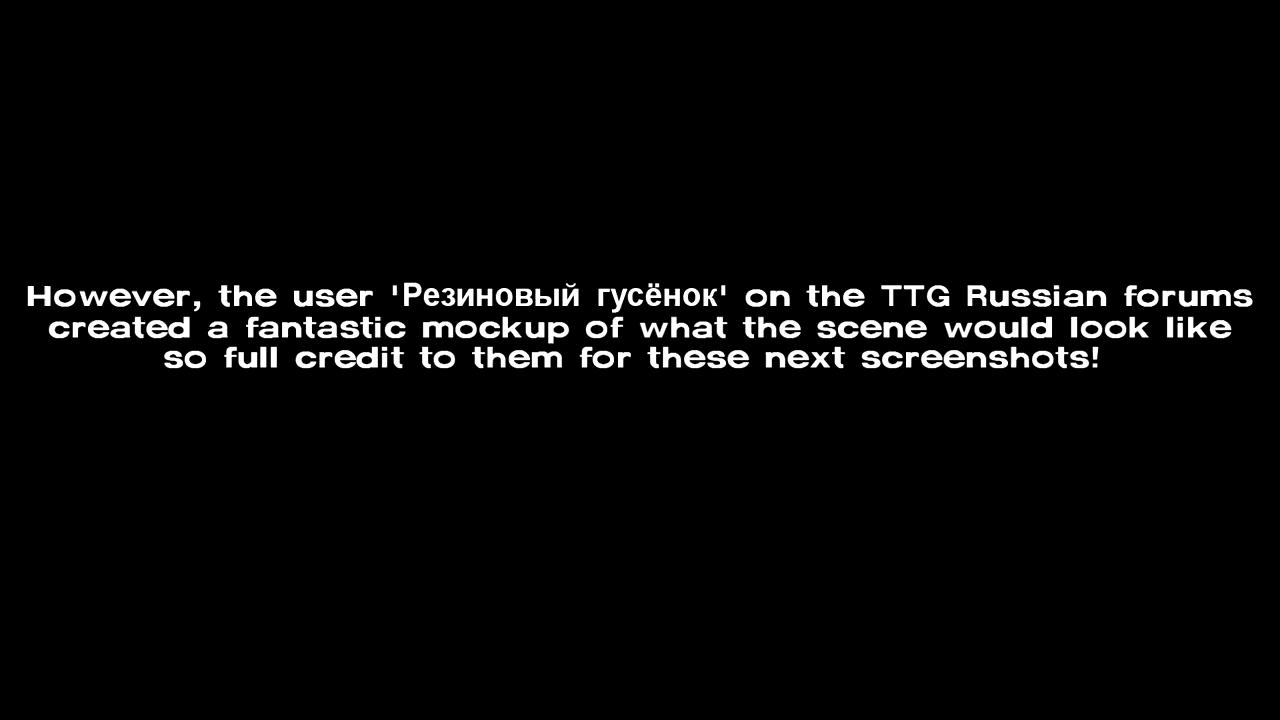 However, the user 'Резиновый гусёнок' on the TTG Russian forums
created a fantastic mockup of what the scene would look like
so full credit to them for these next screenshots!